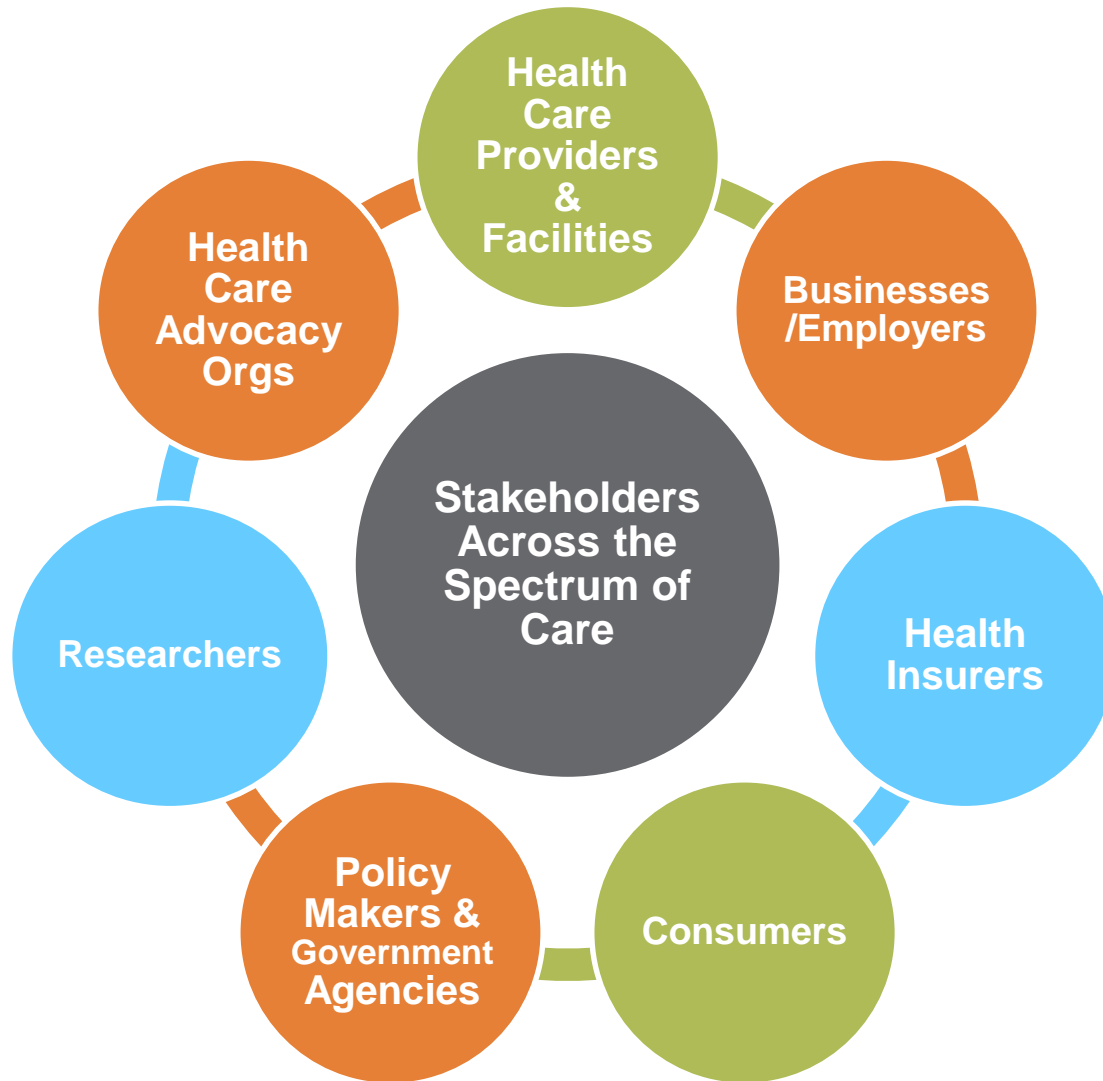 Health
Care
Providers
&
Facilities
Businesses
/Employers
Health
Insurers
Consumers
Policy
Makers &
Government
Agencies
Researchers
Health
Care
Advocacy
Orgs
Stakeholders
Across the
Spectrum of
Care